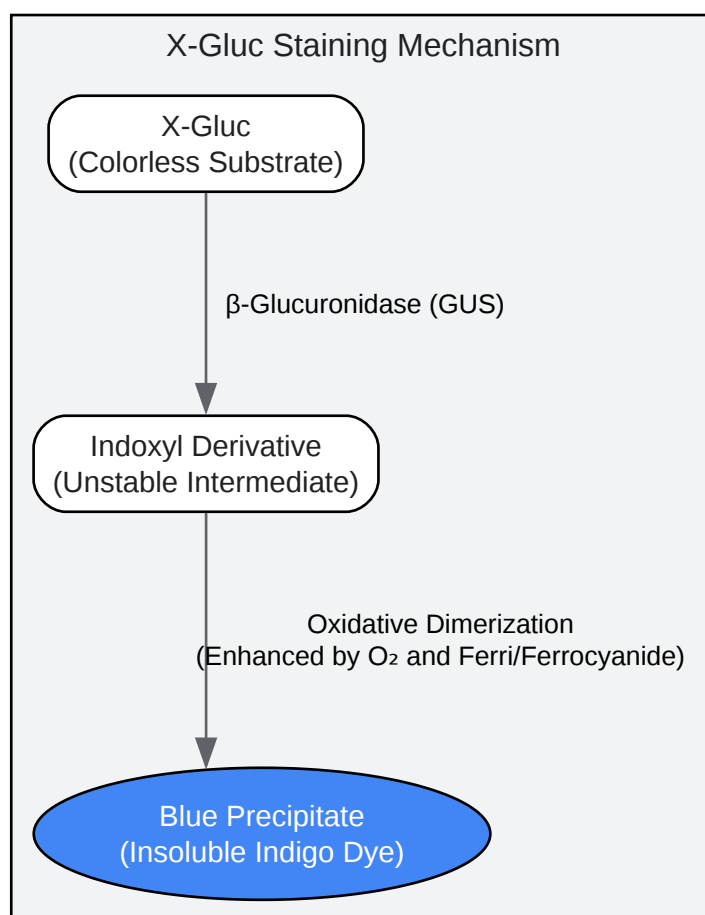 X-Gluc Staining Mechanism
X-Gluc
(Colorless Substrate)
β-Glucuronidase (GUS)
Indoxyl Derivative
(Unstable Intermediate)
Oxidative Dimerization
(Enhanced by O₂ and Ferri/Ferrocyanide)
Blue Precipitate
(Insoluble Indigo Dye)